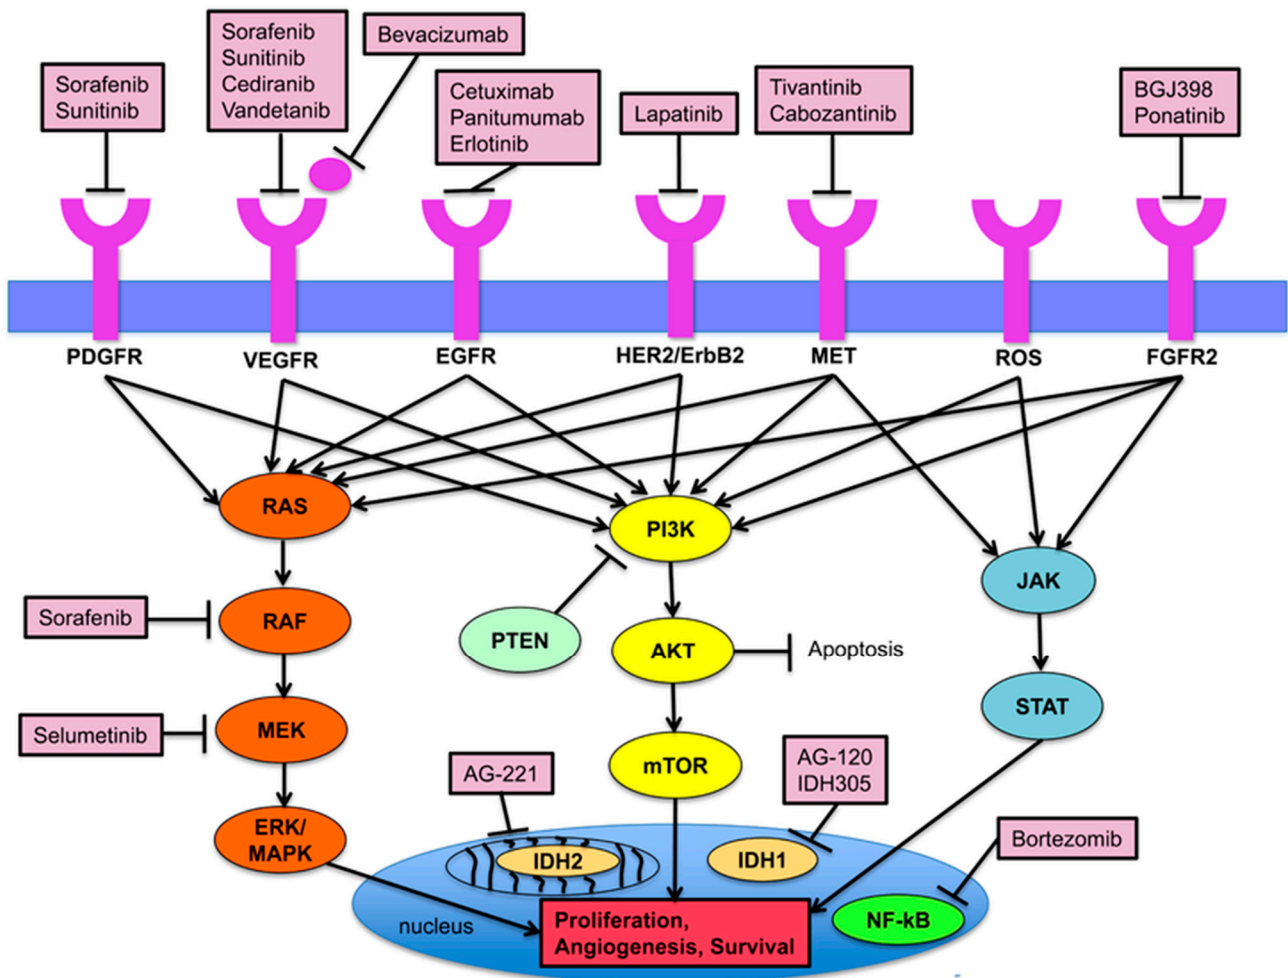 Sorafenib
Sunitinib
Sorafenib
Sunitinib
Cediranib
Vandetanib
Bevacizumab
Cetuximab
Panitumumab
Erlotinib
Lapatinib
Tivantinib
Cabozantinib
BGJ398
Ponatinib
PDGFR
VEGFR
EGFR
HER2/ErbB2
MET
ROS
FGFR2
RAS
PI3K
JAK
Sorafenib
RAF
PTEN
AKT
Apoptosis
STAT
Selumetinib
MEK
mTOR
AG-221
AG-120
IDH305
ERK/
MAPK
IDH2
IDH1
Bortezomib
nucleus
Proliferation,
Angiogenesis, Survival
NF-kB